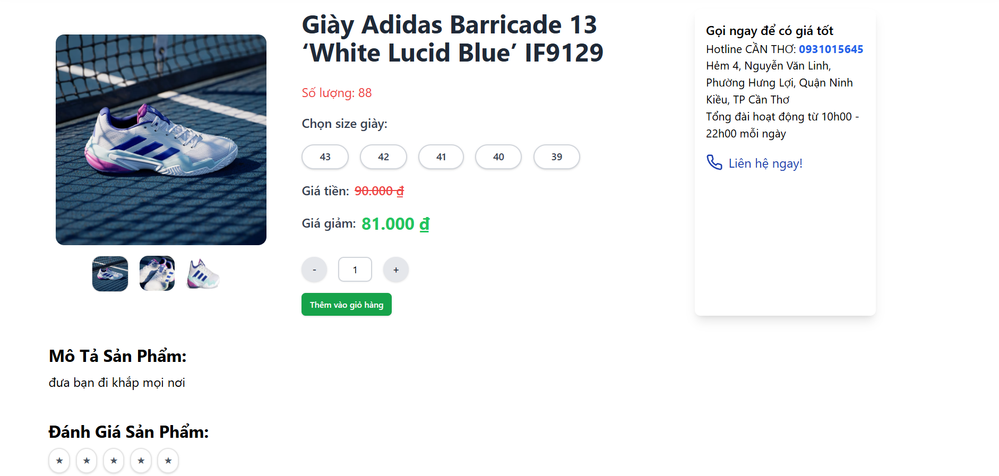 Giày Adidas Barricade 13
‘White Lucid Blue’ IF9129
Số lượng: 88
Chọn size giày:
43 42 41 40 39
Giá tiền: 90.000 ₫
Giá giảm: 81.000 ₫
- 1 +
Thêm vào giỏ hàng
Gọi ngay để có giá tốt
Hotline CẦN THƠ: 0931015645
Hẻm 4, Nguyễn Văn Linh,
Phường Hưng Lợi, Quận Ninh
Kiều, TP Cần Thơ
Tổng đài hoạt động từ 10h00 -
22h00 mỗi ngày
Liên hệ ngay!
Mô Tả Sản Phẩm:
đưa bạn đi khắp mọi nơi
Đánh Giá Sản Phẩm:
★ ★ ★ ★ ★